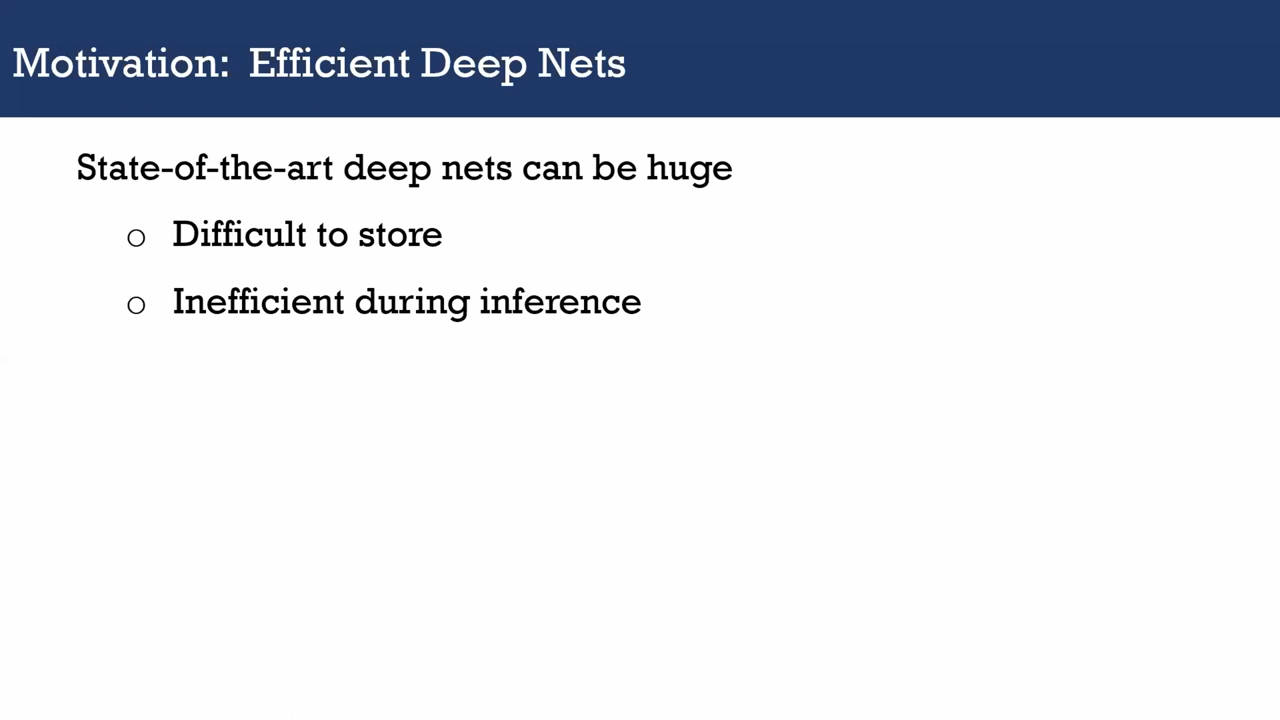 Motivation: Efficient Deep Nets
State-of-the-art deep nets can be huge
o Difficult to store
o Inefficient during inference